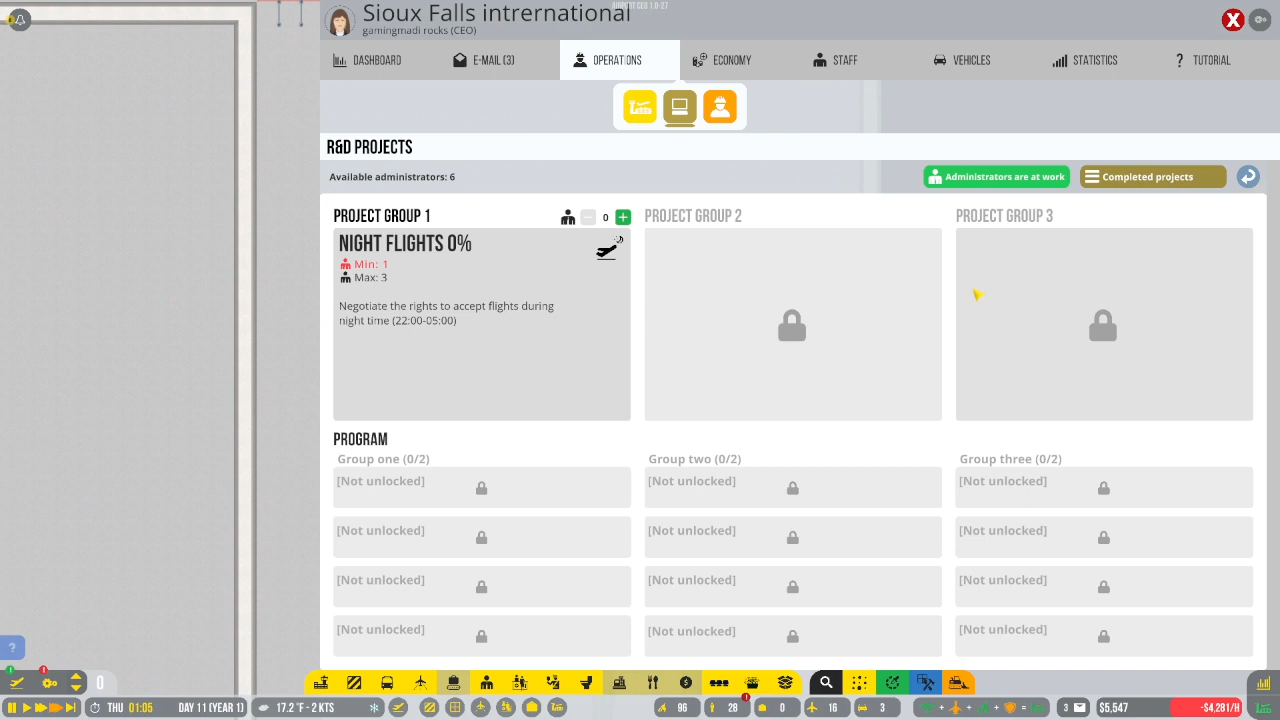 AIRPORT CEO 1.0-27
Sioux Falls intrernational
gamingmadi rocks (CEO)
DASHBOARD
E-MAIL (3)
OPERATIONS
ECONOMY
STAFF
VEHICLES
STATISTICS
? TUTORIAL
X
R&D PROJECTS
Available administrators: 6
Administrators are at work
Completed projects
PROJECT GROUP 1
0
PROJECT GROUP 2
PROJECT GROUP 3
NIGHT FLIGHTS 0%
Min: 1
Max: 3
Negotiate the rights to accept flights during
night time (22:00-05:00)
PROGRAM
Group one (0/2)
Group two (0/2)
Group three (0/2)
[Not unlocked]
[Not unlocked]
[Not unlocked]
[Not unlocked]
[Not unlocked]
[Not unlocked]
[Not unlocked]
[Not unlocked]
[Not unlocked]
[Not unlocked]
[Not unlocked]
[Not unlocked]
?
0
THU 01:05
DAY 11 (YEAR 1)
17.2 °F - 2 KTS
96
28
0
16
3
3
$5,547
-$4,281/H